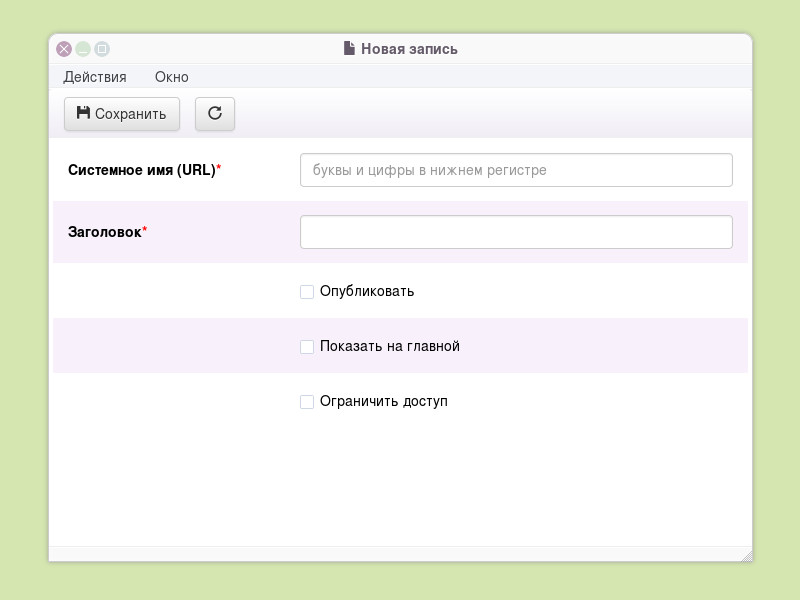 Новая запись
Действия Окно
Сохранить
Системное имя (URL)* буквы и цифры в нижнем регистре
Заголовок*
Опубликовать
Показать на главной
Ограничить доступ